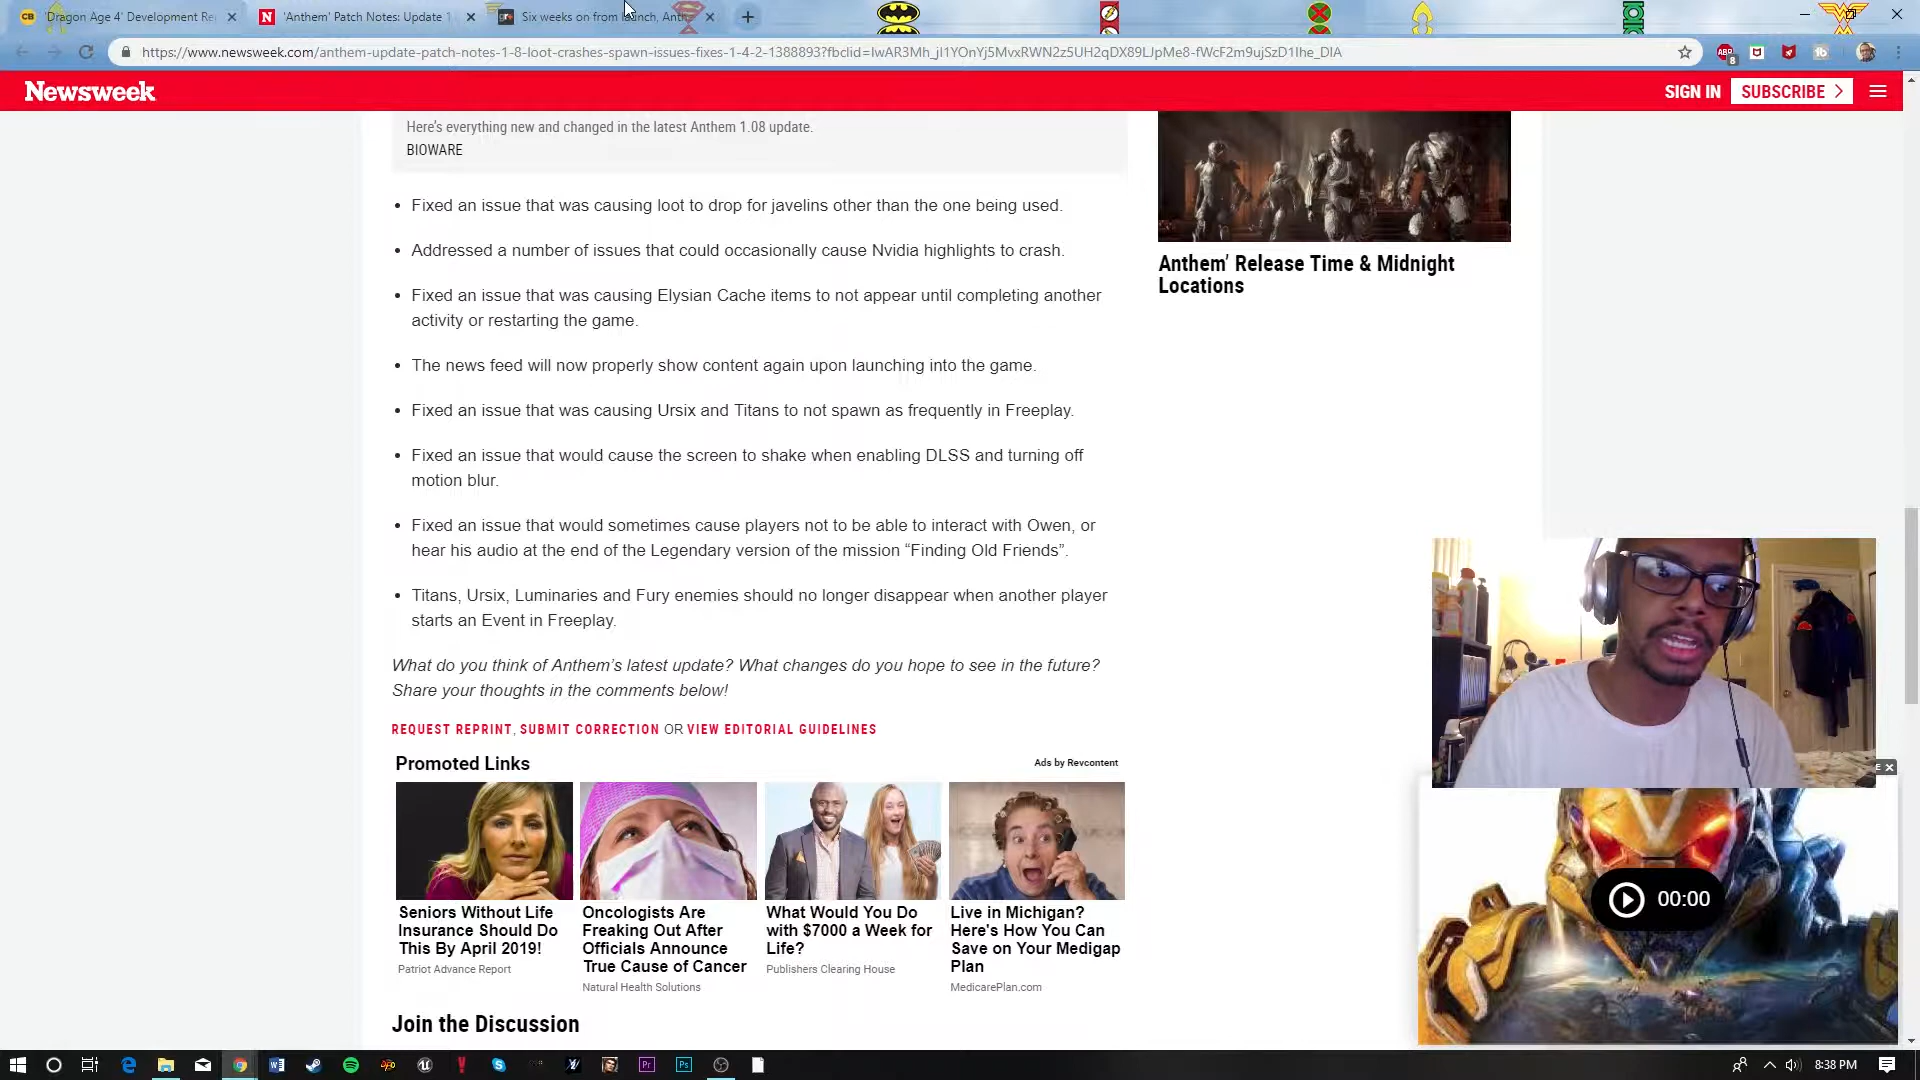 'Dragon Age 4' Development Re
'Anthem' Patch Notes: Update 1
Six weeks on from launch, Anthe
https://www.newsweek.com/anthem-update-patch-notes-1-8-loot-crashes-spawn-issues-fixes-1-4-2-1388893?fbclid=IwAR3Mh_jI1YOnYj5MvxRWN2z5UH2qDX89LJpMe8-fWcF2m9ujSzD1Ihe_DIA
Newsweek
SIGN IN
SUBSCRIBE
Here's everything new and changed in the latest Anthem 1.08 update.
BIOWARE
• Fixed an issue that was causing loot to drop for javelins other than the one being used.
• Addressed a number of issues that could occasionally cause Nvidia highlights to crash.
• Fixed an issue that was causing Elysian Cache items to not appear until completing another
activity or restarting the game.
• The news feed will now properly show content again upon launching into the game.
• Fixed an issue that was causing Ursix and Titans to not spawn as frequently in Freeplay.
• Fixed an issue that would cause the screen to shake when enabling DLSS and turning off
motion blur.
• Fixed an issue that would sometimes cause players not to be able to interact with Owen, or
hear his audio at the end of the Legendary version of the mission “Finding Old Friends”.
• Titans, Ursix, Luminaries and Fury enemies should no longer disappear when another player
starts an Event in Freeplay.
What do you think of Anthem's latest update? What changes do you hope to see in the future?
Share your thoughts in the comments below!
REQUEST REPRINT, SUBMIT CORRECTION OR VIEW EDITORIAL GUIDELINES
Anthem' Release Time & Midnight
Locations
Promoted Links
Ads by Revcontent
Seniors Without Life
Insurance Should Do
This By April 2019!
Patriot Advance Report
Oncologists Are
Freaking Out After
Officials Announce
True Cause of Cancer
Natural Health Solutions
What Would You Do
with $7000 a Week for
Life?
Publishers Clearing House
Live in Michigan?
Here's How You Can
Save on Your Medigap
Plan
MedicarePlan.com
Join the Discussion
00:00
8:38 PM